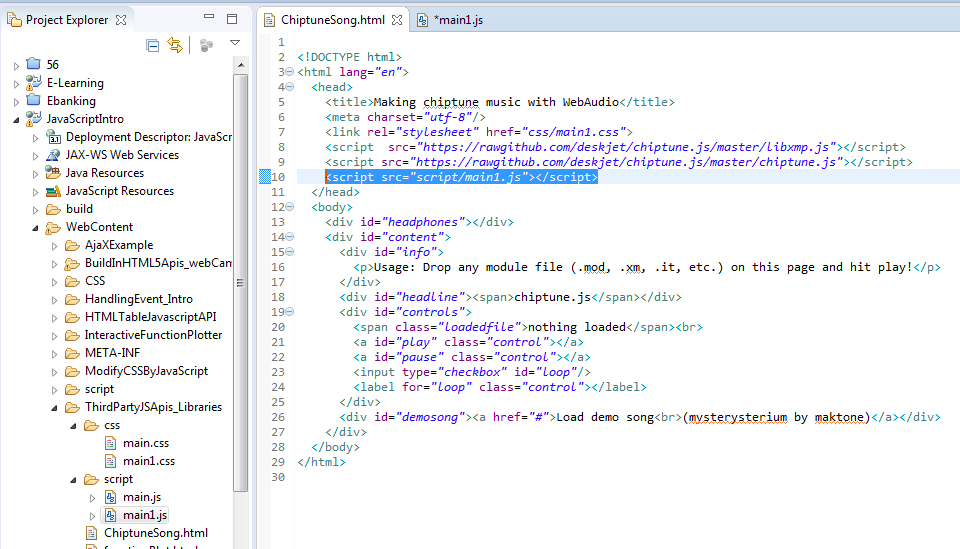 Project Explorer
56
E-Learning
Ebanking
JavaScriptIntro
Deployment Descriptor: JavaScr
JAX-WS Web Services
Java Resources
JavaScript Resources
build
WebContent
AjaXExample
BuildInHTML5Apis_webCam
CSS
HandlingEvent_Intro
HTMLTableJavascriptAPI
InteractiveFunctionPlotter
META-INF
ModifyCSSByJavaScript
script
ThirdPartyJSApis_Libraries
css
main.css
main1.css
script
main.js
main1.js
ChiptuneSong.html
ChiptuneSong.html *main1.js
1
2 <!DOCTYPE html>
3 <html lang="en">
4 <head>
5 <title>Making chiptune music with WebAudio</title>
6 <meta charset="utf-8"/>
7 <link rel="stylesheet" href="css/main1.css">
8 <script  src="https://rawgithub.com/deskjet/chiptune.js/master/libxmp.js"></script>
9 <script src="https://rawgithub.com/deskjet/chiptune.js/master/chiptune.js"></script>
10 <script src="script/main1.js"></script>
11 </head>
12 <body>
13 <div id="headphones"></div>
14 <div id="content">
15 <div id="info">
16 <p>Usage: Drop any module file (.mod, .xm, .it, etc.) on this page and hit play!</p>
17 </div>
18 <div id="headline"><span>chiptune.js</span></div>
19 <div id="controls">
20 <span class="loadedfile">nothing loaded</span><br>
21 <a id="play" class="control"></a>
22 <a id="pause" class="control"></a>
23 <input type="checkbox" id="loop"/>
24 <label for="loop" class="control"></label>
25 </div>
26 <div id="demosong"><a href="#">Load demo song<br>(mysterysterium by maktone)</a></div>
27 </div>
28 </body>
29 </html>
30